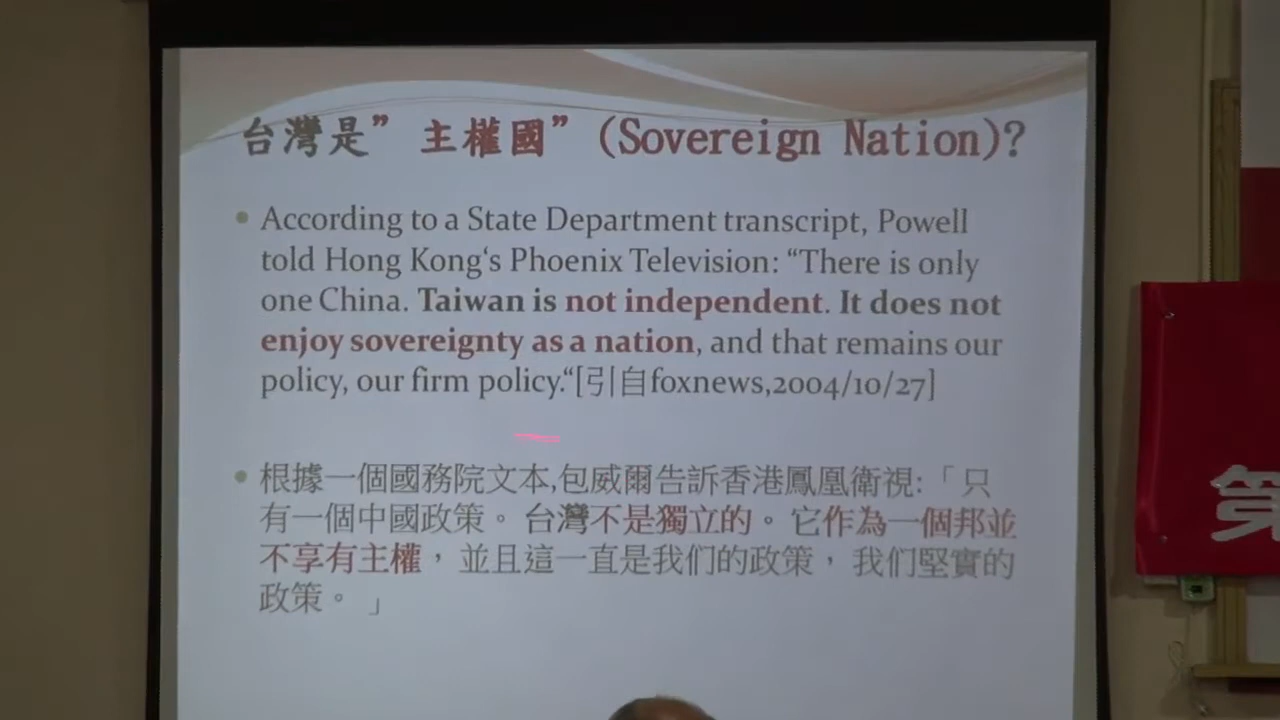 台灣是”主權國”(Sovereign Nation)?
According to a State Department transcript, Powell
told Hong Kong‘s Phoenix Television: “There is only
one China. Taiwan is not independent. It does not
enjoy sovereignty as a nation, and that remains our
policy, our firm policy.“[引自foxnews,2004/10/27]
根據一個國務院文本,包威爾告訴香港鳳凰衛視:「只
有一個中國政策。台灣不是獨立的。它作為一個邦並
不享有主權，並且這一直是我们的政策，我们堅實的
政策。」
第